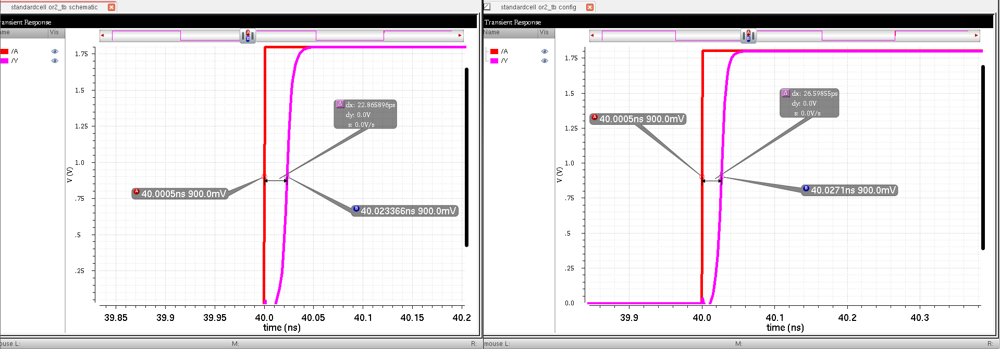 standardcell or2_tb schematic
ansient Response
ame Vis
/A
/Y
1.75
1.5
1.25
1.0
.75
.5
.25
V (V)
A
B
Δ dx: 22.865896ps
dy: 0.0V
s: 0.0V/s
A 40.0005ns 900.0mV
B 40.023366ns 900.0mV
39.85 39.9 39.95 40.0 40.05 40.1 40.15 40.2
time (ns)
ouse L: M: R:
standardcell or2_tb config
Transient Response
Name Vis
/A
/Y
1.75
1.5
1.25
1.0
.75
.5
.25
0.0
V (V)
A
B
Δ dx: 26.59855ps
dy: 0.0V
s: 0.0V/s
A 40.0005ns 900.0mV
B 40.0271ns 900.0mV
39.9 40.0 40.1 40.2 40.3
time (ns)
mouse L: M: R: